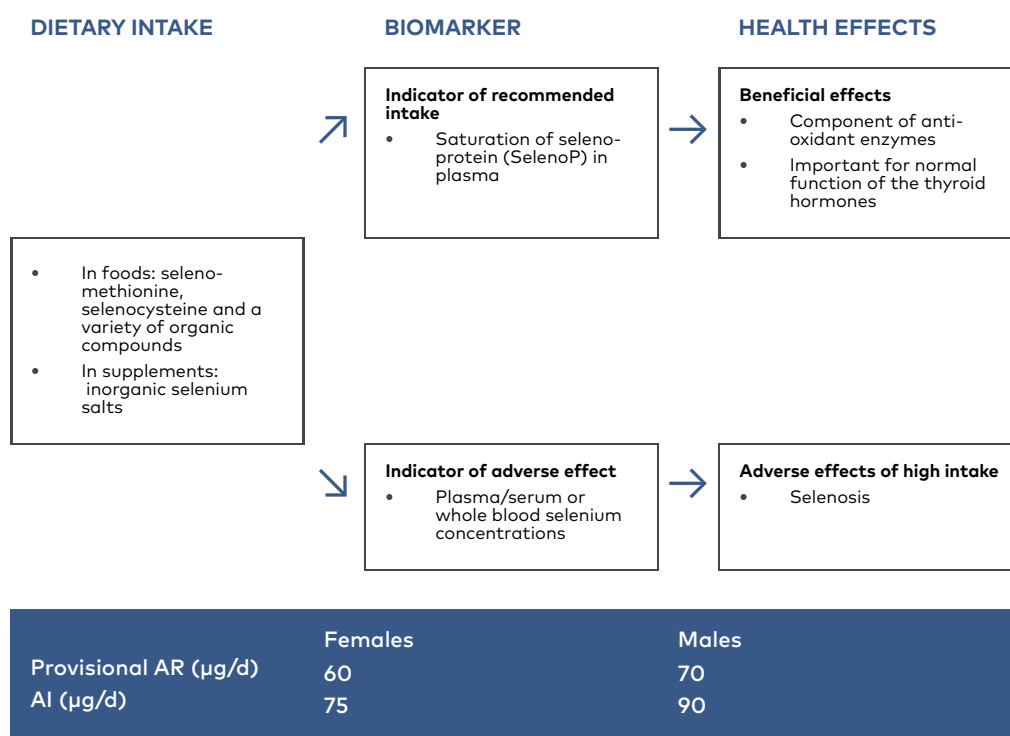 DIETARY INTAKE
BIOMARKER
HEALTH EFFECTS
• In foods: seleno-
methionine,
selenocysteine and a
variety of organic
compounds
• In supplements:
inorganic selenium
salts
Indicator of recommended
intake
• Saturation of seleno-
protein (SelenoP) in
plasma
Beneficial effects
• Component of anti-
oxidant enzymes
• Important for normal
function of the thyroid
hormones
Indicator of adverse effect
• Plasma/serum or
whole blood selenium
concentrations
Adverse effects of high intake
• Selenosis
Females Males
Provisional AR (µg/d) 60 70
AI (µg/d) 75 90